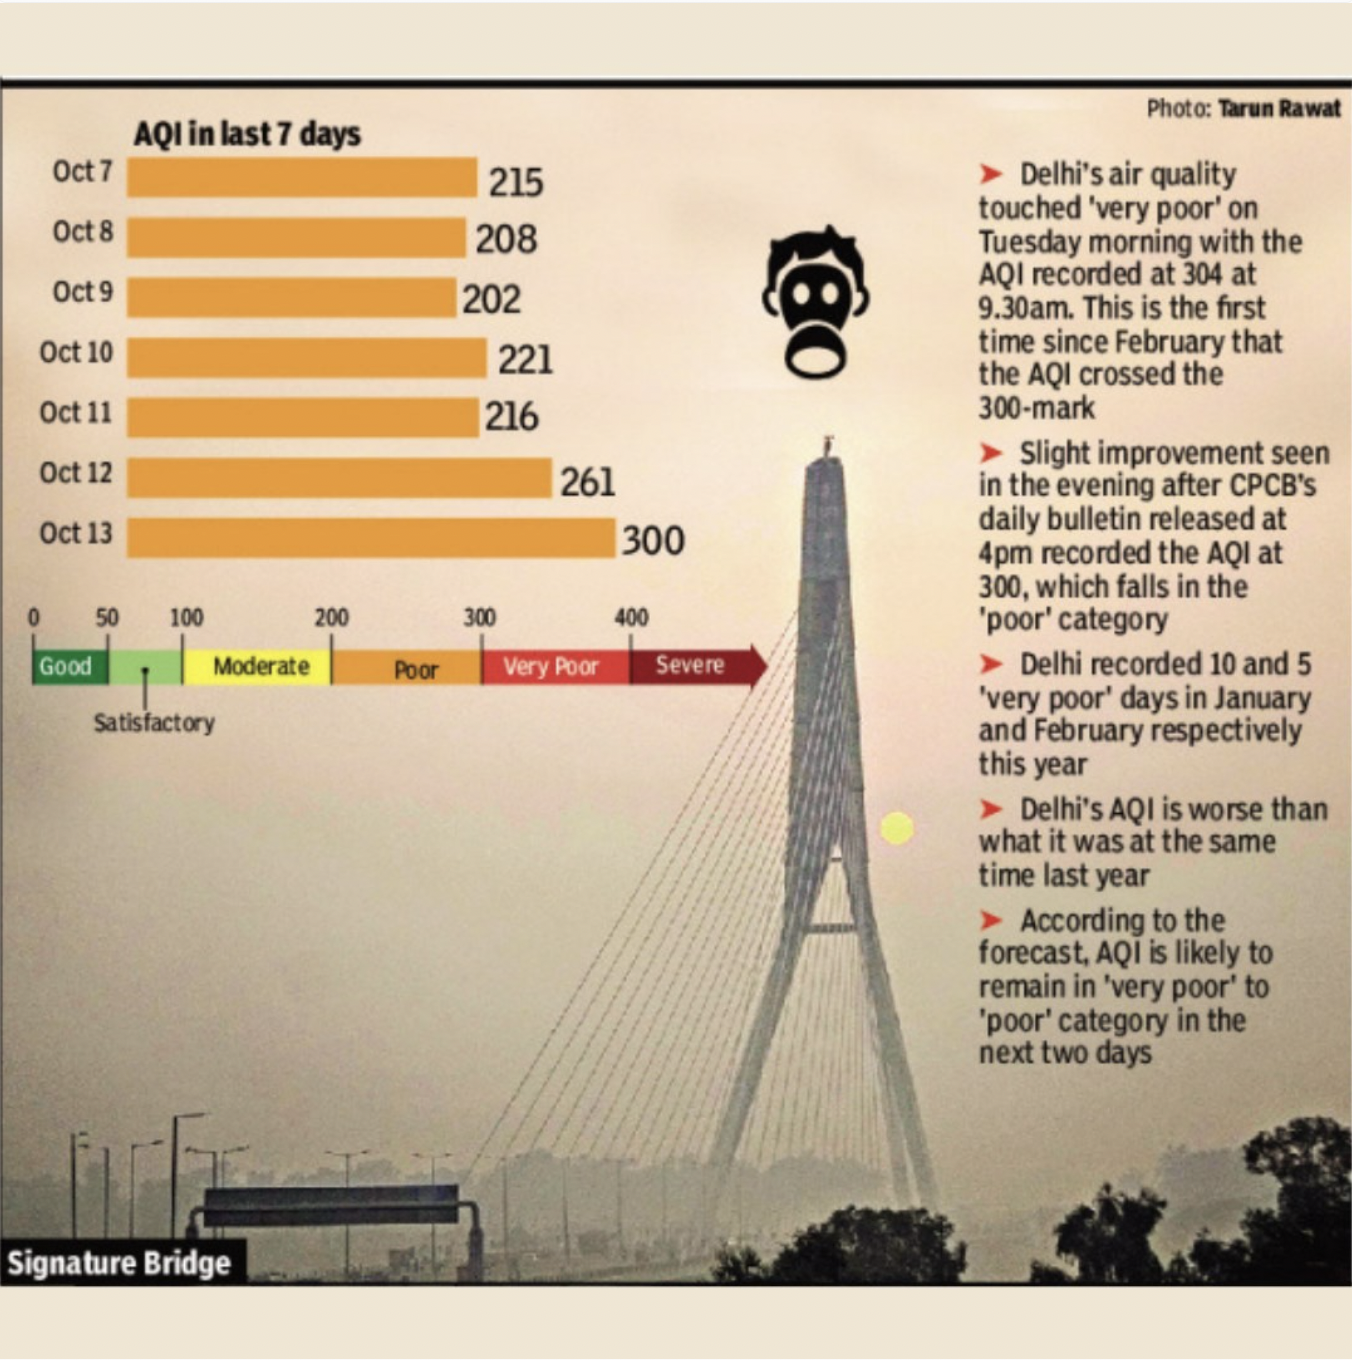 Photo: Tarun Rawat
AQI in last 7 days
Oct 7 215
Oct 8 208
Oct 9 202
Oct 10 221
Oct 11 216
Oct 12 261
Oct 13 300
0 50 100 200 300 400
Good Moderate Poor Very Poor Severe
Satisfactory
➤ Delhi's air quality
touched 'very poor' on
Tuesday morning with the
AQI recorded at 304 at
9.30am. This is the first
time since February that
the AQI crossed the
300-mark
➤ Slight improvement seen
in the evening after CPCB's
daily bulletin released at
4pm recorded the AQI at
300, which falls in the
'poor' category
➤ Delhi recorded 10 and 5
'very poor' days in January
and February respectively
this year
➤ Delhi's AQI is worse than
what it was at the same
time last year
➤ According to the
forecast, AQI is likely to
remain in 'very poor' to
'poor' category in the
next two days
Signature Bridge